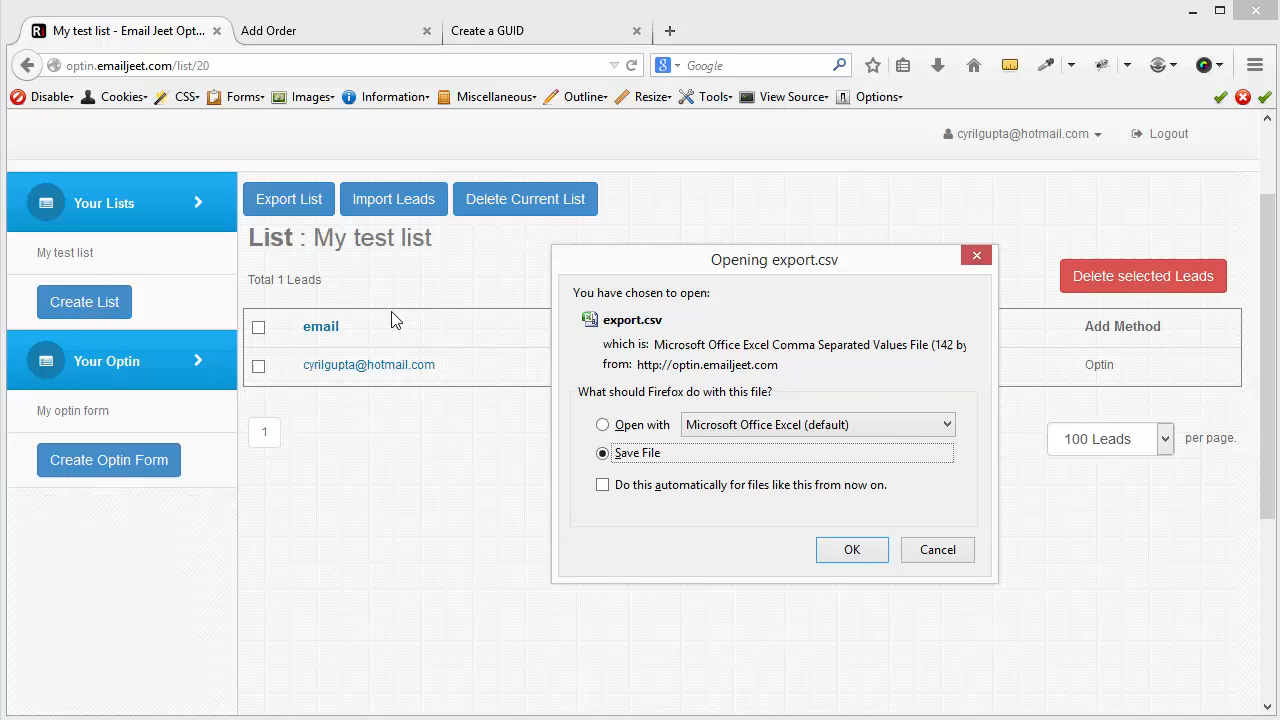 My test list - Email Jeet Opt...
Add Order
Create a GUID
optin.emailjeet.com/list/20
Google
Disable
Cookies
CSS
Forms
Images
Information
Miscellaneous
Outline
Resize
Tools
View Source
Options
cyrilgupta@hotmail.com
Logout
Your Lists
My test list
Create List
Your Optin
My optin form
Create Optin Form
Export List
Import Leads
Delete Current List
List : My test list
Total 1 Leads
Delete selected Leads
email
Add Method
cyrilgupta@hotmail.com
Optin
1
100 Leads
per page.
Opening export.csv
You have chosen to open:
export.csv
which is: Microsoft Office Excel Comma Separated Values File (142 by
from: http://optin.emailjeet.com
What should Firefox do with this file?
Open with
Microsoft Office Excel (default)
Save File
Do this automatically for files like this from now on.
OK
Cancel